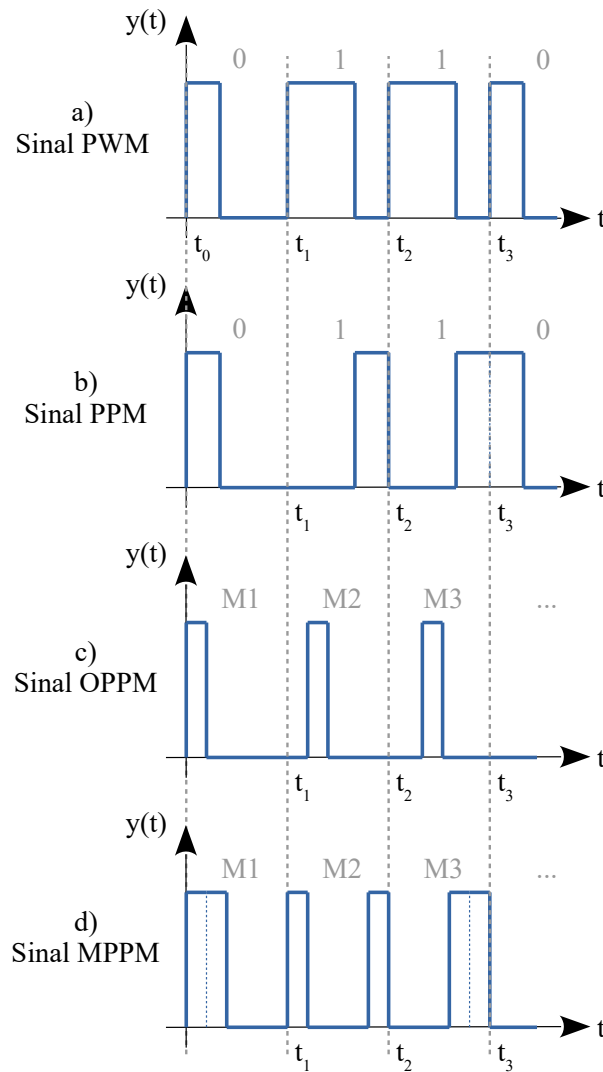 y(t)
0 1 1 0
a)
Sinal PWM
t
t₀ t₁ t₂ t₃
y(t)
0 1 1 0
b)
Sinal PPM
t
t₁ t₂ t₃
y(t)
M1 M2 M3 ...
c)
Sinal OPPM
t
t₁ t₂ t₃
y(t)
M1 M2 M3 ...
d)
Sinal MPPM
t
t₁ t₂ t₃